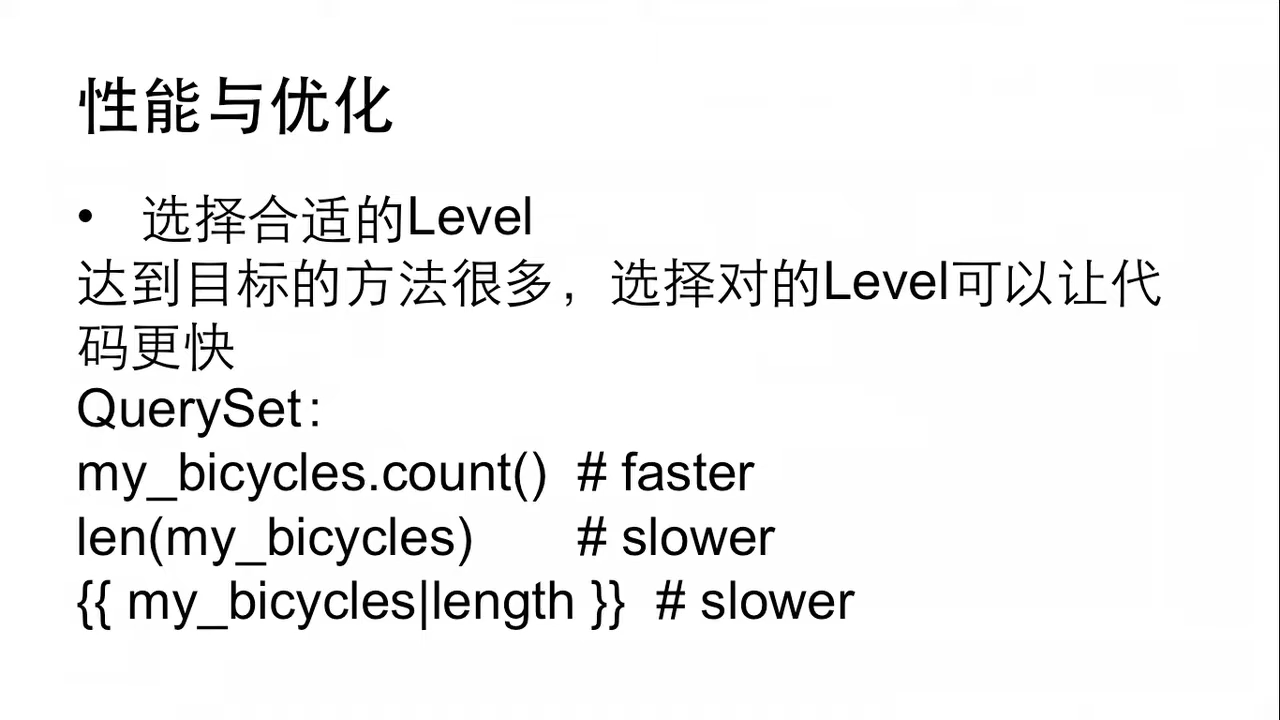 性能与优化
• 选择合适的Level
达到目标的方法很多，选择对的Level可以让代
码更快
QuerySet：
my_bicycles.count()  # faster
len(my_bicycles)       # slower
{{ my_bicycles|length }}  # slower